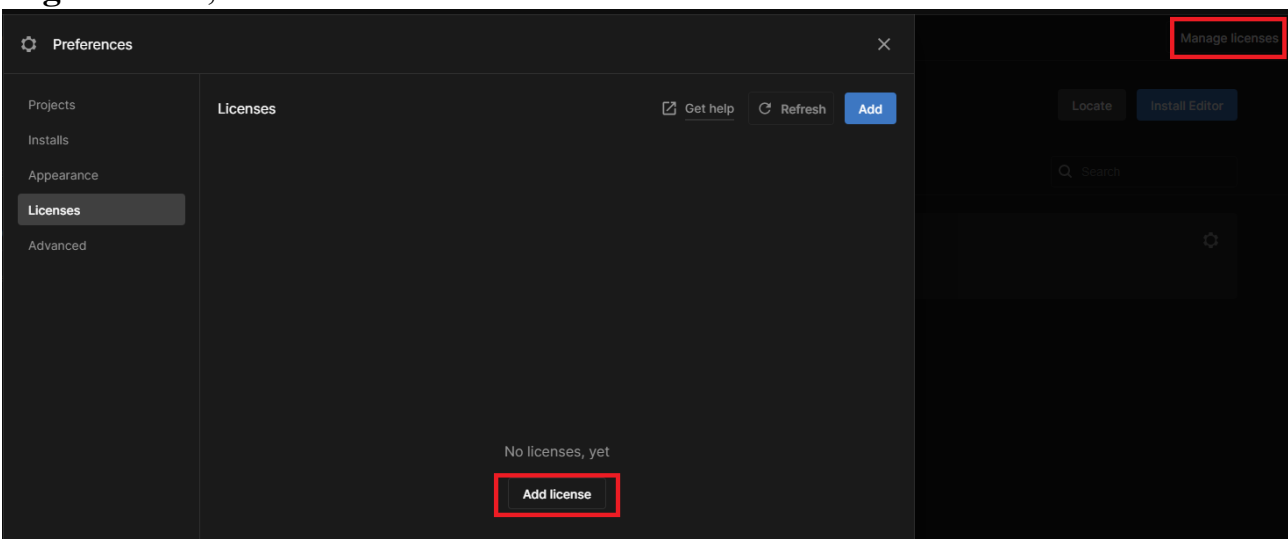 Preferences
Manage licenses
Projects
Installs
Appearance
Licenses
Advanced
Licenses
Get help
Refresh
Add
No licenses, yet
Add license
Locate
Install Editor
Search